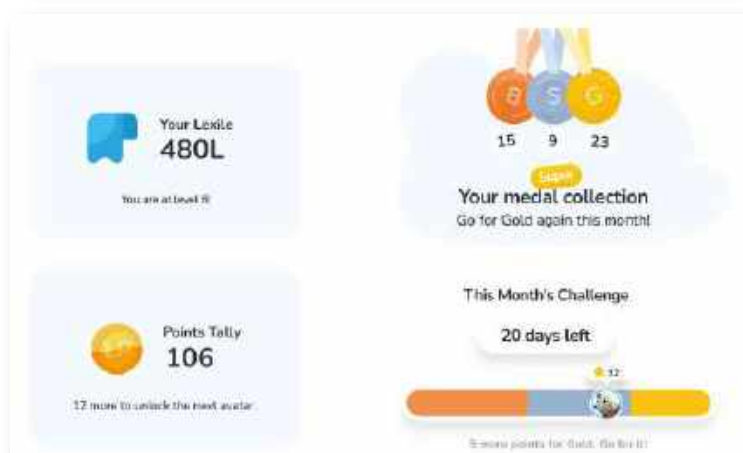 Your Lexile
480L
You are at level
B S G
15 9 23
Super
Your medal collection
Go for Gold again this month!
Points Tally
106
12 more to unlock the next avatar.
This Month's Challenge
20 days left
32
more points for Gold. Go for it!